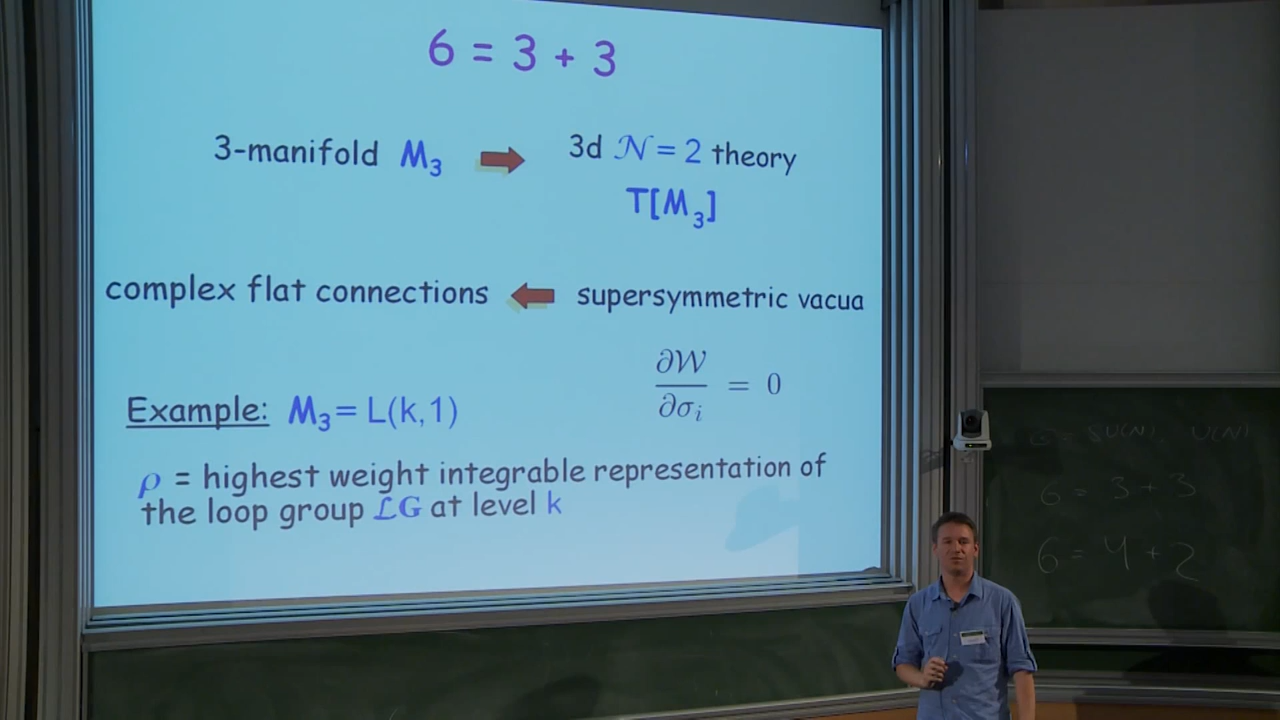 6 = 3 + 3
3-manifold M₃ 3d 𝒩 = 2 theory
T[M₃]
complex flat connections supersymmetric vacua
∂𝒲/∂σᵢ = 0
Example: M₃ = L(k,1)
ρ = highest weight integrable representation of
the loop group ℒG at level k
G = SU(N), U(N)
6 = 3 + 3
6 = 4 + 2